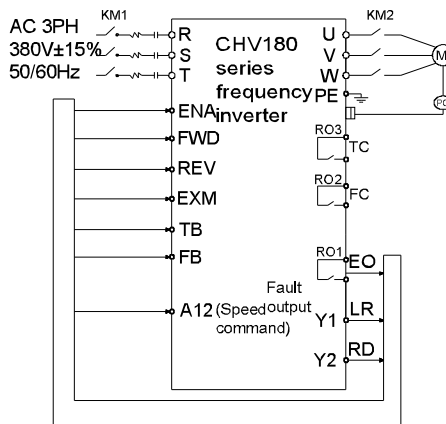 AC 3PH
380V±15%
50/60Hz
KM1
R
S
T
CHV180
series
frequency
inverter
U
V
W
PE
KM2
M
ENA
FWD
REV
EXM
TB
FB
A12 (Speed
command)
RO3
TC
RO2
FC
RO1
EO
Fault
output
Y1
LR
Y2
RD